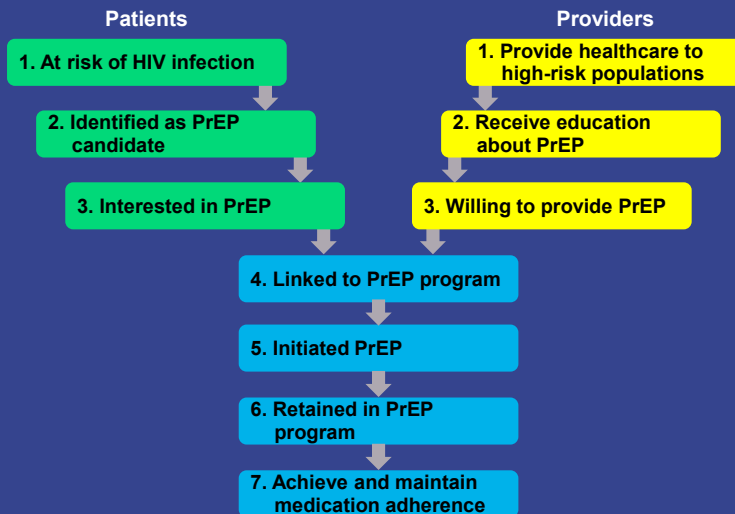 Patients
Providers
1. At risk of HIV infection
1. Provide healthcare to
high-risk populations
2. Identified as PrEP
candidate
2. Receive education
about PrEP
3. Interested in PrEP
3. Willing to provide PrEP
4. Linked to PrEP program
5. Initiated PrEP
6. Retained in PrEP
program
7. Achieve and maintain
medication adherence